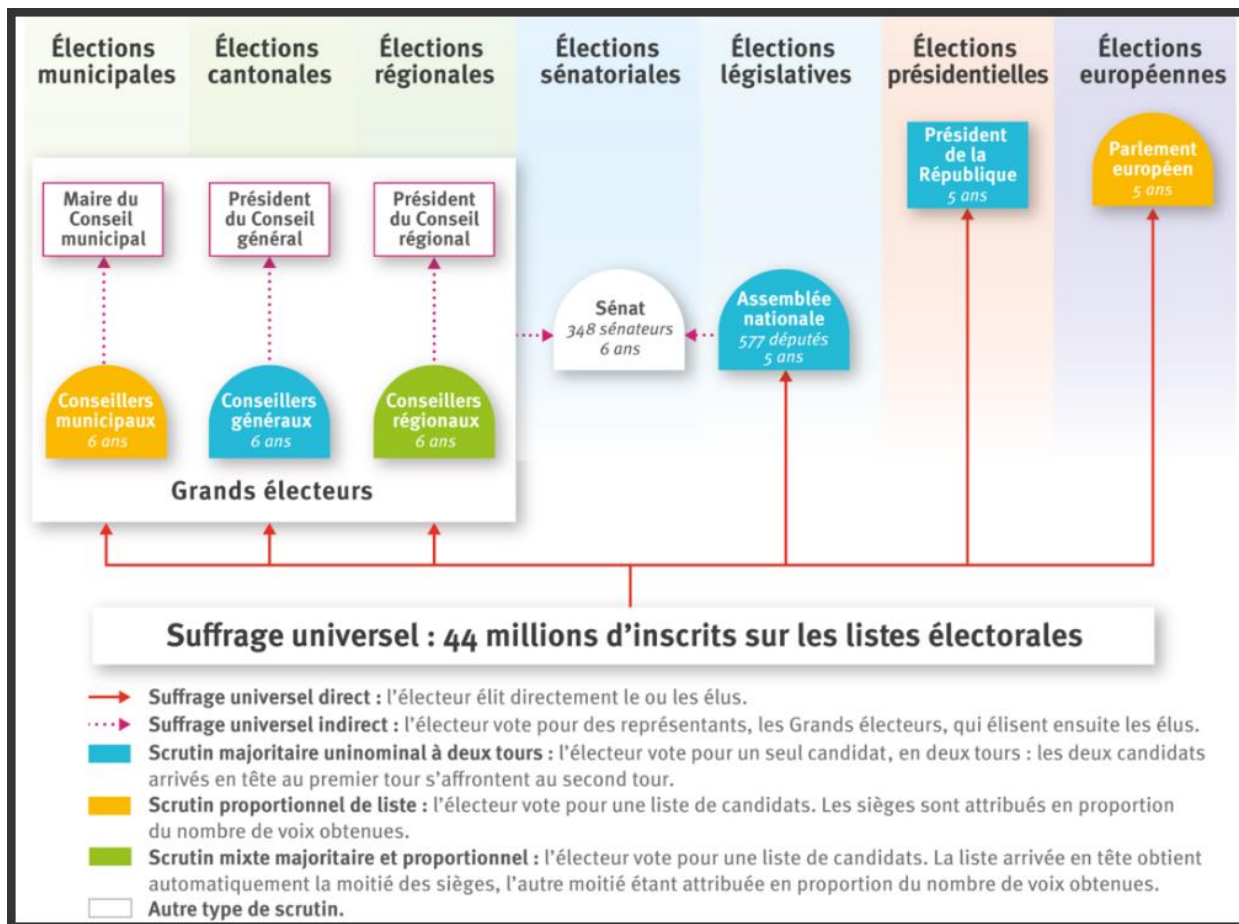 Élections
municipales
Élections
cantonales
Élections
régionales
Élections
sénatoriales
Élections
législatives
Élections
présidentielles
Élections
européennes
Président
de la
République
5 ans
Parlement
européen
5 ans
Maire du
Conseil
municipal
Président
du Conseil
général
Président
du Conseil
régional
Sénat
348 sénateurs
6 ans
Assemblée
nationale
577 députés
5 ans
Conseillers
municipaux
6 ans
Conseillers
généraux
6 ans
Conseillers
régionaux
6 ans
Grands électeurs
Suffrage universel : 44 millions d’inscrits sur les listes électorales
Suffrage universel direct : l’électeur élit directement le ou les élus.
Suffrage universel indirect : l’électeur vote pour des représentants, les Grands électeurs, qui élisent ensuite les élus.
Scrutin majoritaire uninominal à deux tours : l’électeur vote pour un seul candidat, en deux tours : les deux candidats
arrivés en tête au premier tour s’affrontent au second tour.
Scrutin proportionnel de liste : l’électeur vote pour une liste de candidats. Les sièges sont attribués en proportion
du nombre de voix obtenues.
Scrutin mixte majoritaire et proportionnel : l’électeur vote pour une liste de candidats. La liste arrivée en tête obtient
automatiquement la moitié des sièges, l’autre moitié étant attribuée en proportion du nombre de voix obtenues.
Autre type de scrutin.